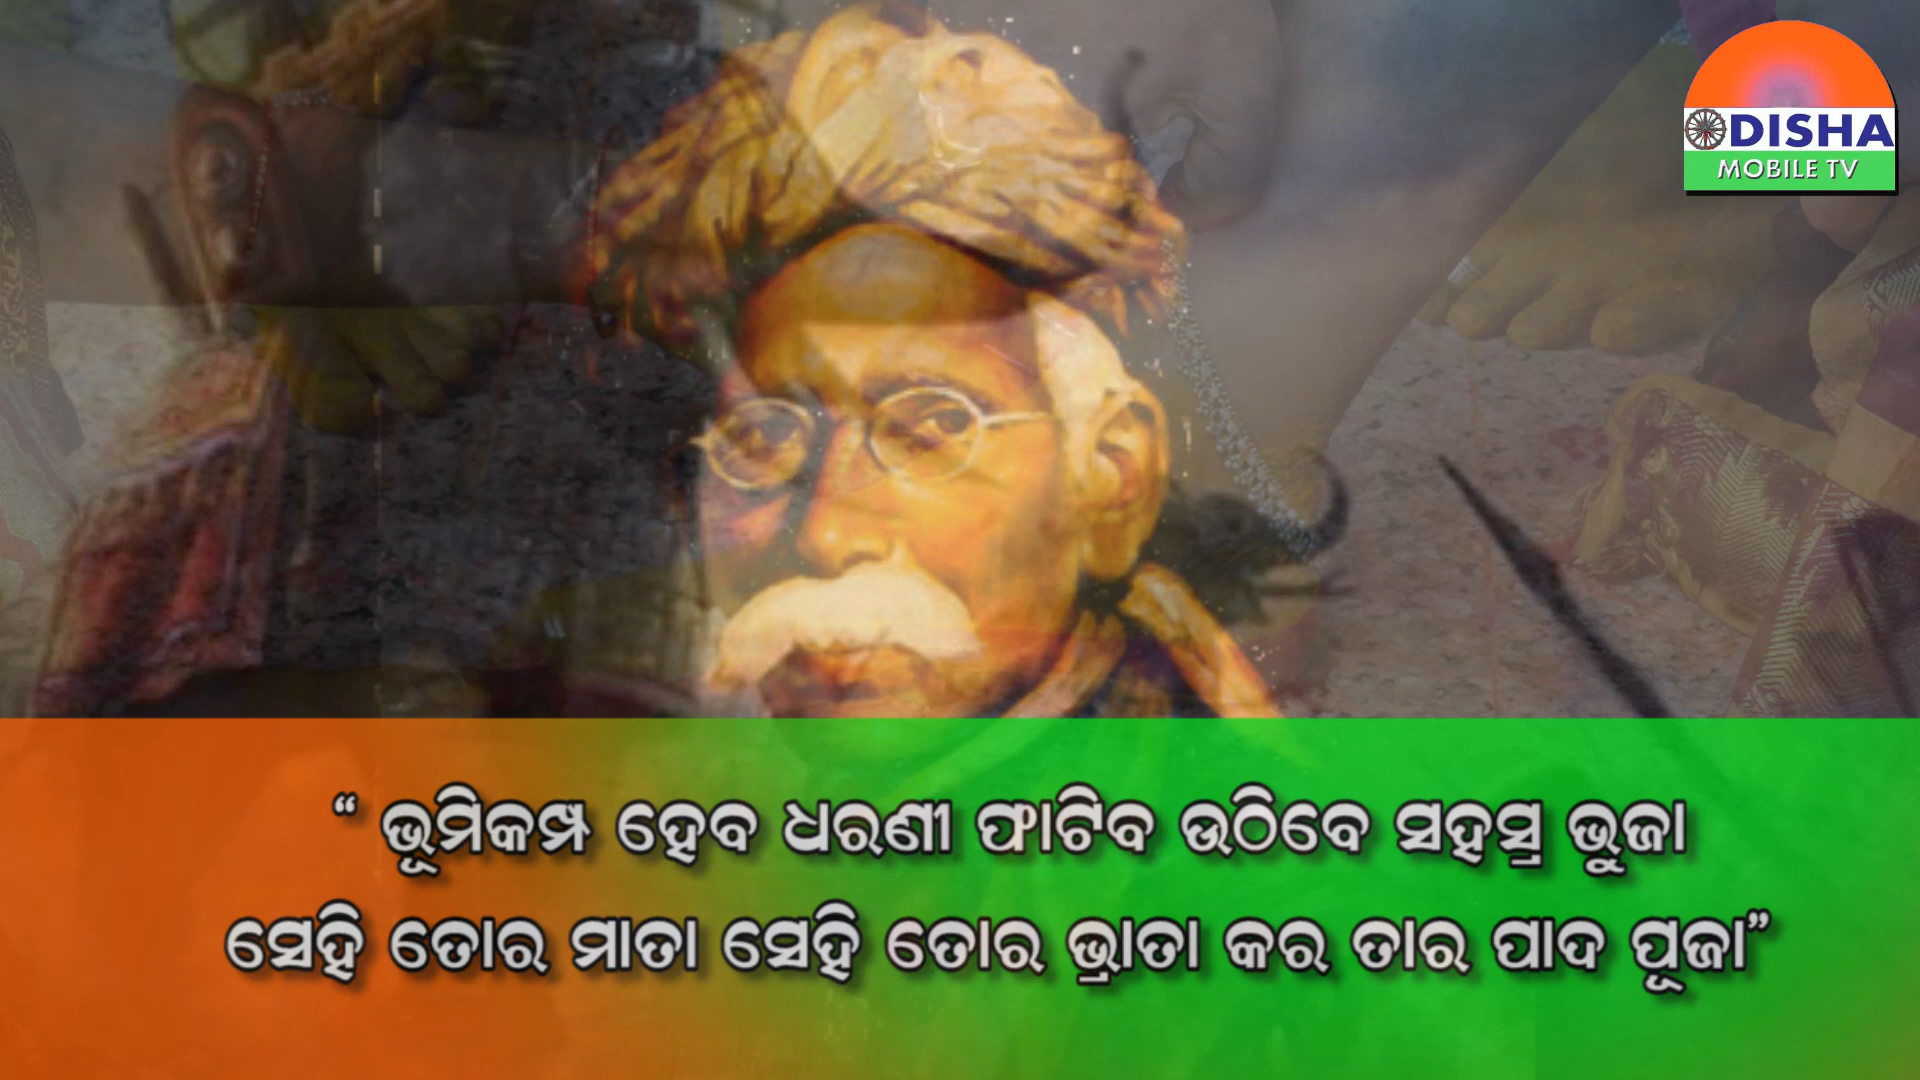 ODISHA
MOBILE TV
“ ଭୂମିକମ୍ପ ହେବ ଧରଣୀ ଫାଟିବ ଉଠିବେ ସହସ୍ର ଭୁଜା
ସେହି ତୋର ମାତା ସେହି ତୋର ଭ୍ରାତା କର ତାର ପାଦ ପୂଜା”